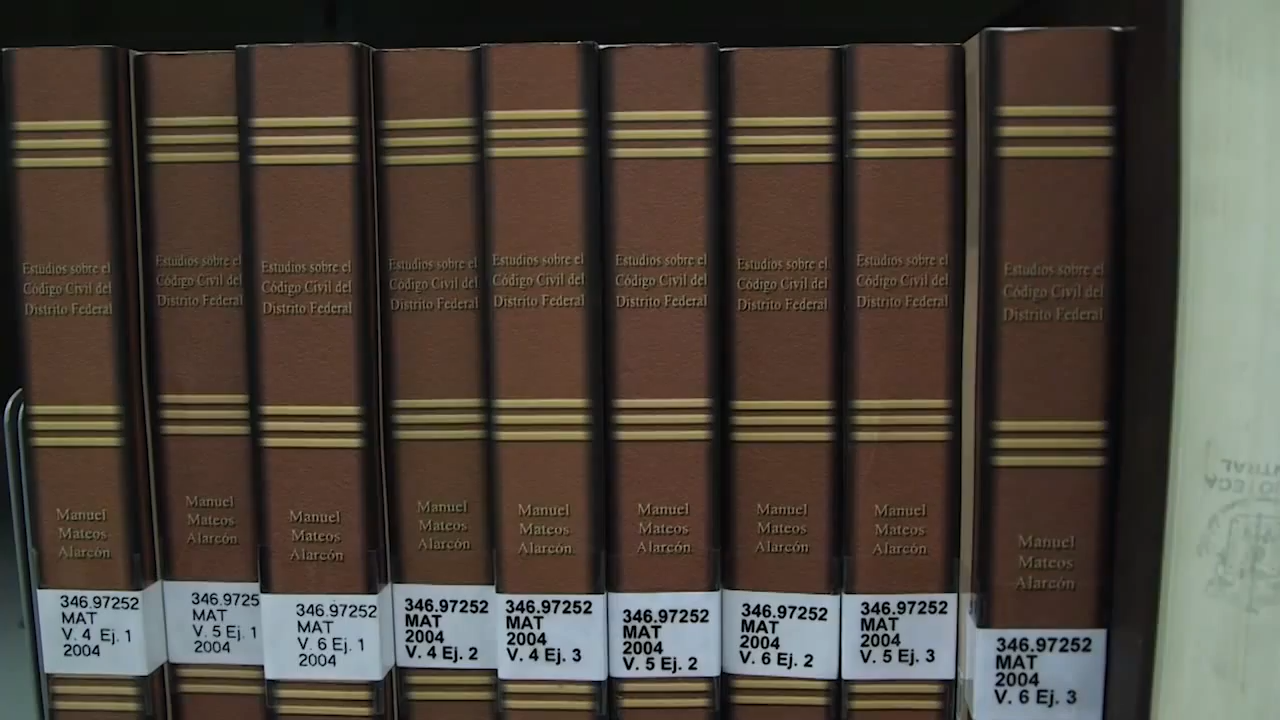 Estudios sobre el
Código Civil del
Distrito Federal
Manuel
Mateos
Alarcón
346.97252
MAT
V. 4 Ej. 1
2004
Estudios sobre el
Código Civil del
Distrito Federal
Manuel
Mateos
Alarcón
346.9725
MAT
V. 5 Ej. 1
2004
Estudios sobre el
Código Civil del
Distrito Federal
Manuel
Mateos
Alarcón
346.97252
MAT
V. 6 Ej. 1
2004
Estudios sobre el
Código Civil del
Distrito Federal
Manuel
Mateos
Alarcón
346.97252
MAT
2004
V. 4 Ej. 2
Estudios sobre el
Código Civil del
Distrito Federal
Manuel
Mateos
Alarcón
346.97252
MAT
2004
V. 4 Ej. 3
Estudios sobre el
Código Civil del
Distrito Federal
Manuel
Mateos
Alarcón
346.97252
MAT
2004
V. 5 Ej. 2
Estudios sobre el
Código Civil del
Distrito Federal
Manuel
Mateos
Alarcón
346.97252
MAT
2004
V. 6 Ej. 2
Estudios sobre el
Código Civil del
Distrito Federal
Manuel
Mateos
Alarcón
346.97252
MAT
2004
V. 5 Ej. 3
Estudios sobre el
Código Civil del
Distrito Federal
Manuel
Mateos
Alarcón
346.97252
MAT
2004
V. 6 Ej. 3